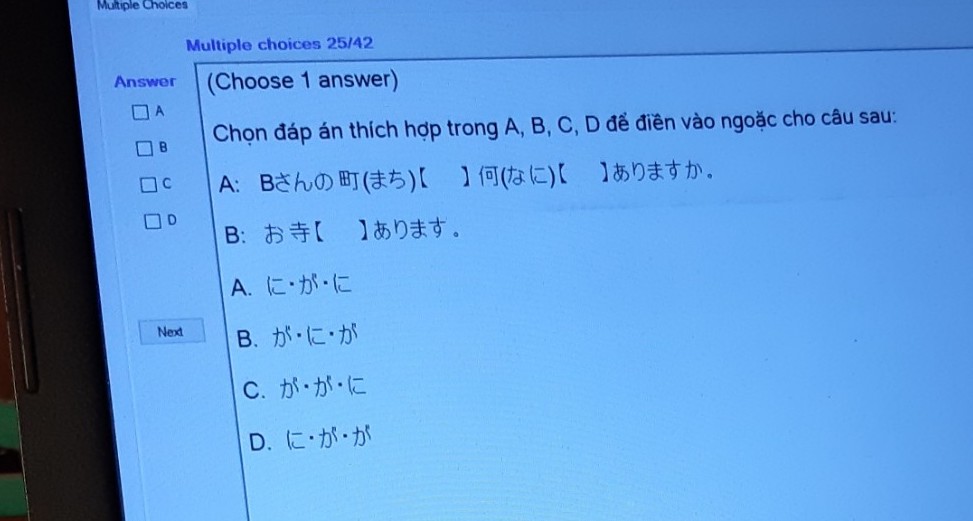 Multiple Choices
Multiple choices 25/42
Answer
A
B
C
D
Next
(Choose 1 answer)
Chọn đáp án thích hợp trong A, B, C, D để điền vào ngoặc cho câu sau:
A: Bさんの町(まち)【 】何(なに)【 】ありますか。
B: お寺【 】あります。
A. に・が・に
B. が・に・が
C. が・が・に
D. に・が・が